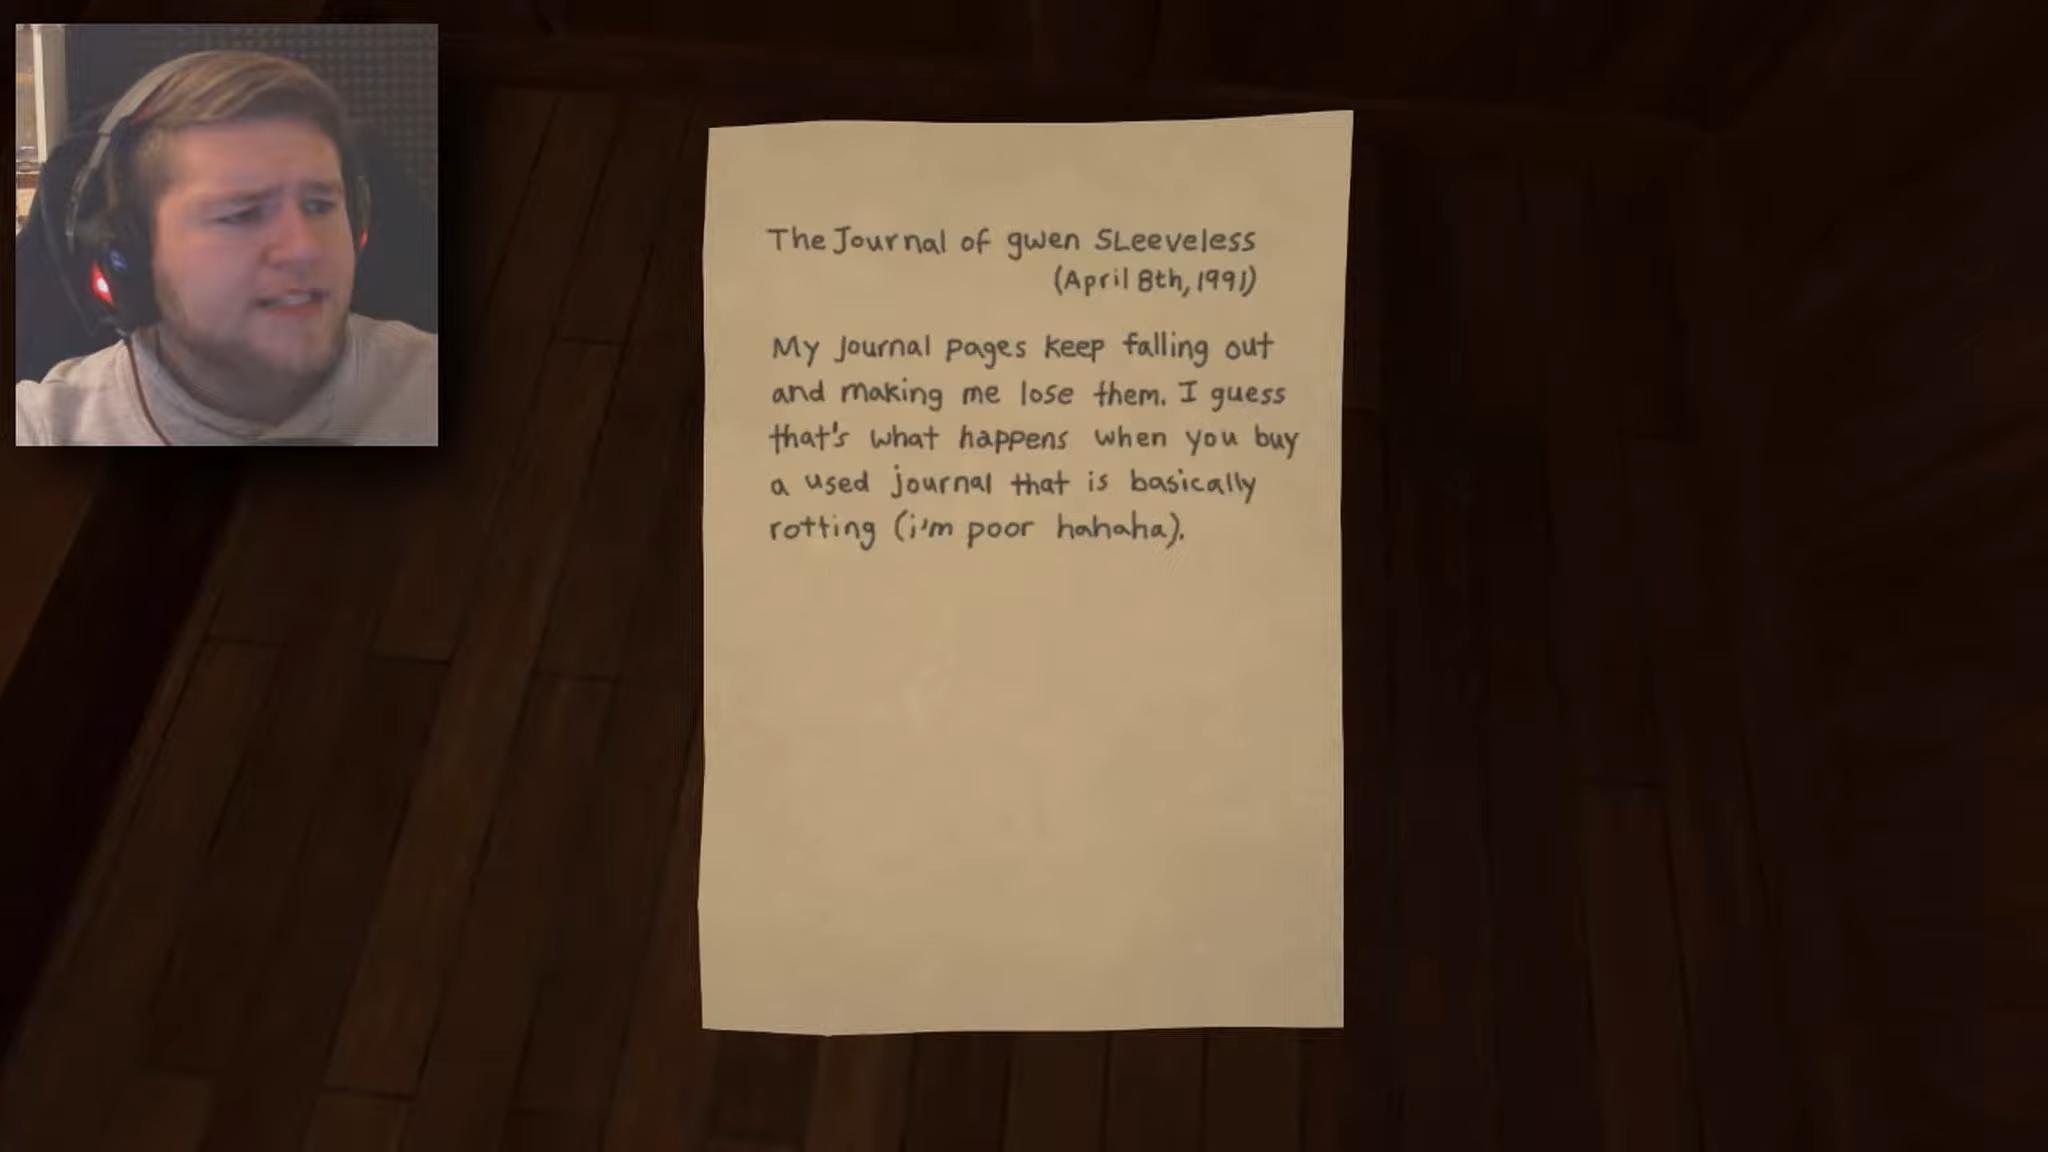 The Journal of gwen SLeeveless
(April 8th, 1991)
My Journal pages keep falling out
and making me lose them. I guess
that's what happens when you buy
a used journal that is basically
rotting (i'm poor hahaha).